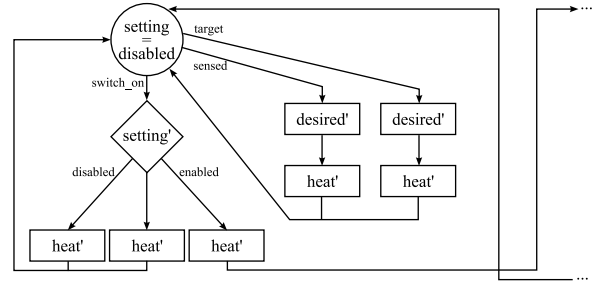 ...
setting
=
disabled
target
sensed
switch_on
desired'
desired'
setting'
disabled
enabled
heat'
heat'
heat'
heat'
heat'
...